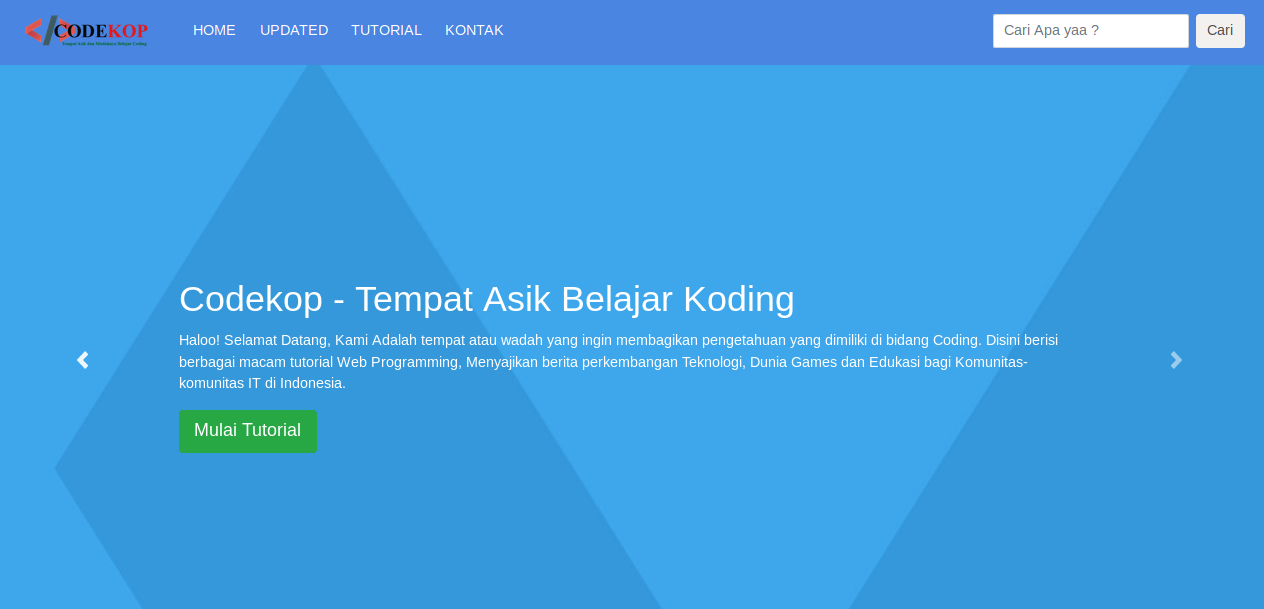 CODEKOP
Tempat Asik dan Membaca Belajar Coding
HOME
UPDATED
TUTORIAL
KONTAK
Cari Apa yaa ?
Cari
Codekop - Tempat Asik Belajar Koding
Haloo! Selamat Datang, Kami Adalah tempat atau wadah yang ingin membagikan pengetahuan yang dimiliki di bidang Coding. Disini berisi
berbagai macam tutorial Web Programming, Menyajikan berita perkembangan Teknologi, Dunia Games dan Edukasi bagi Komunitas-
komunitas IT di Indonesia.
Mulai Tutorial